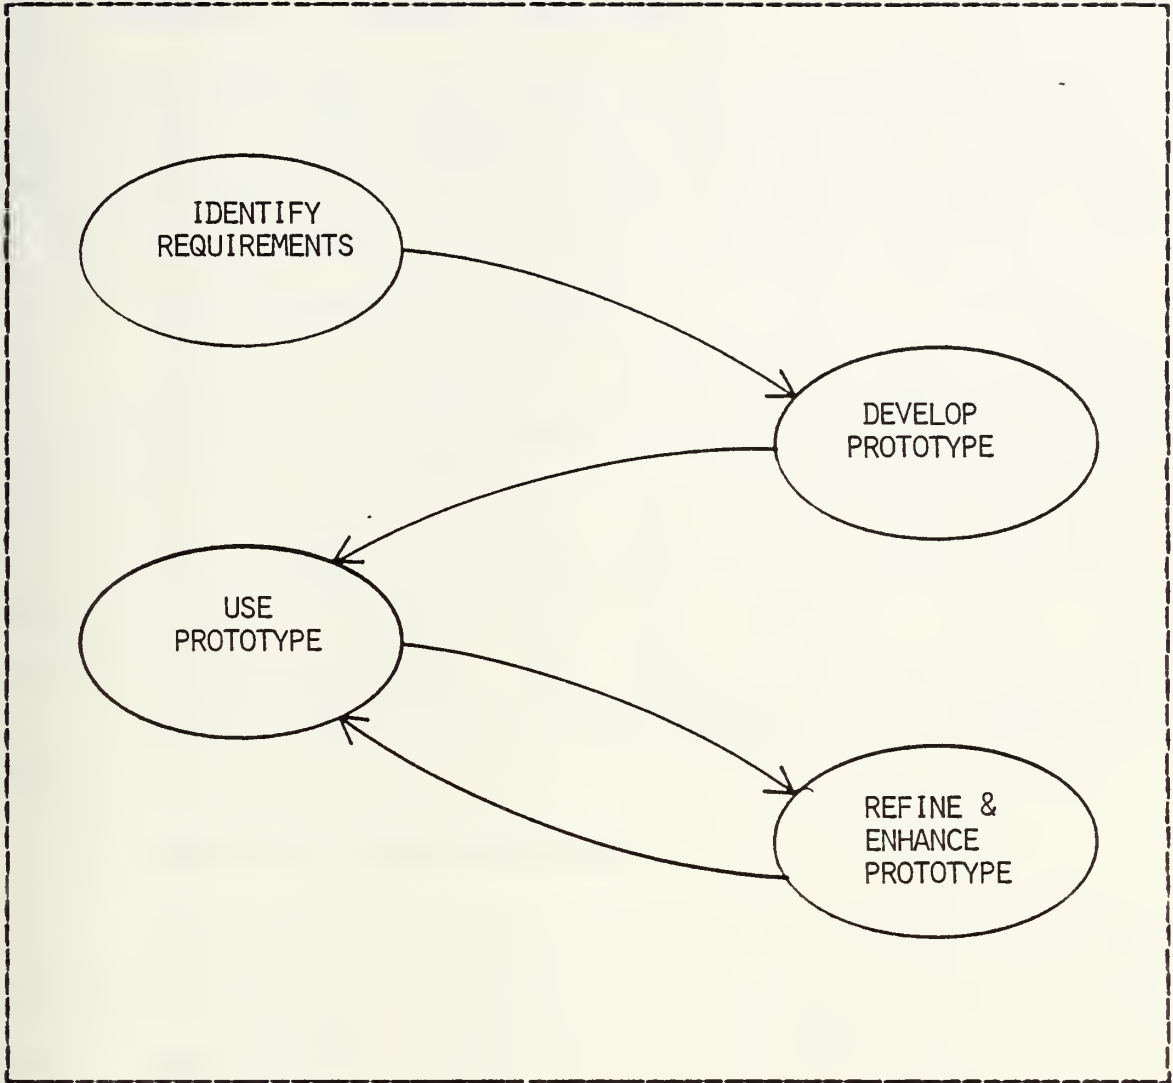 IDENTIFY
REQUIREMENTS
DEVELOP
PROTOTYPE
USE
PROTOTYPE
REFINE &
ENHANCE
PROTOTYPE